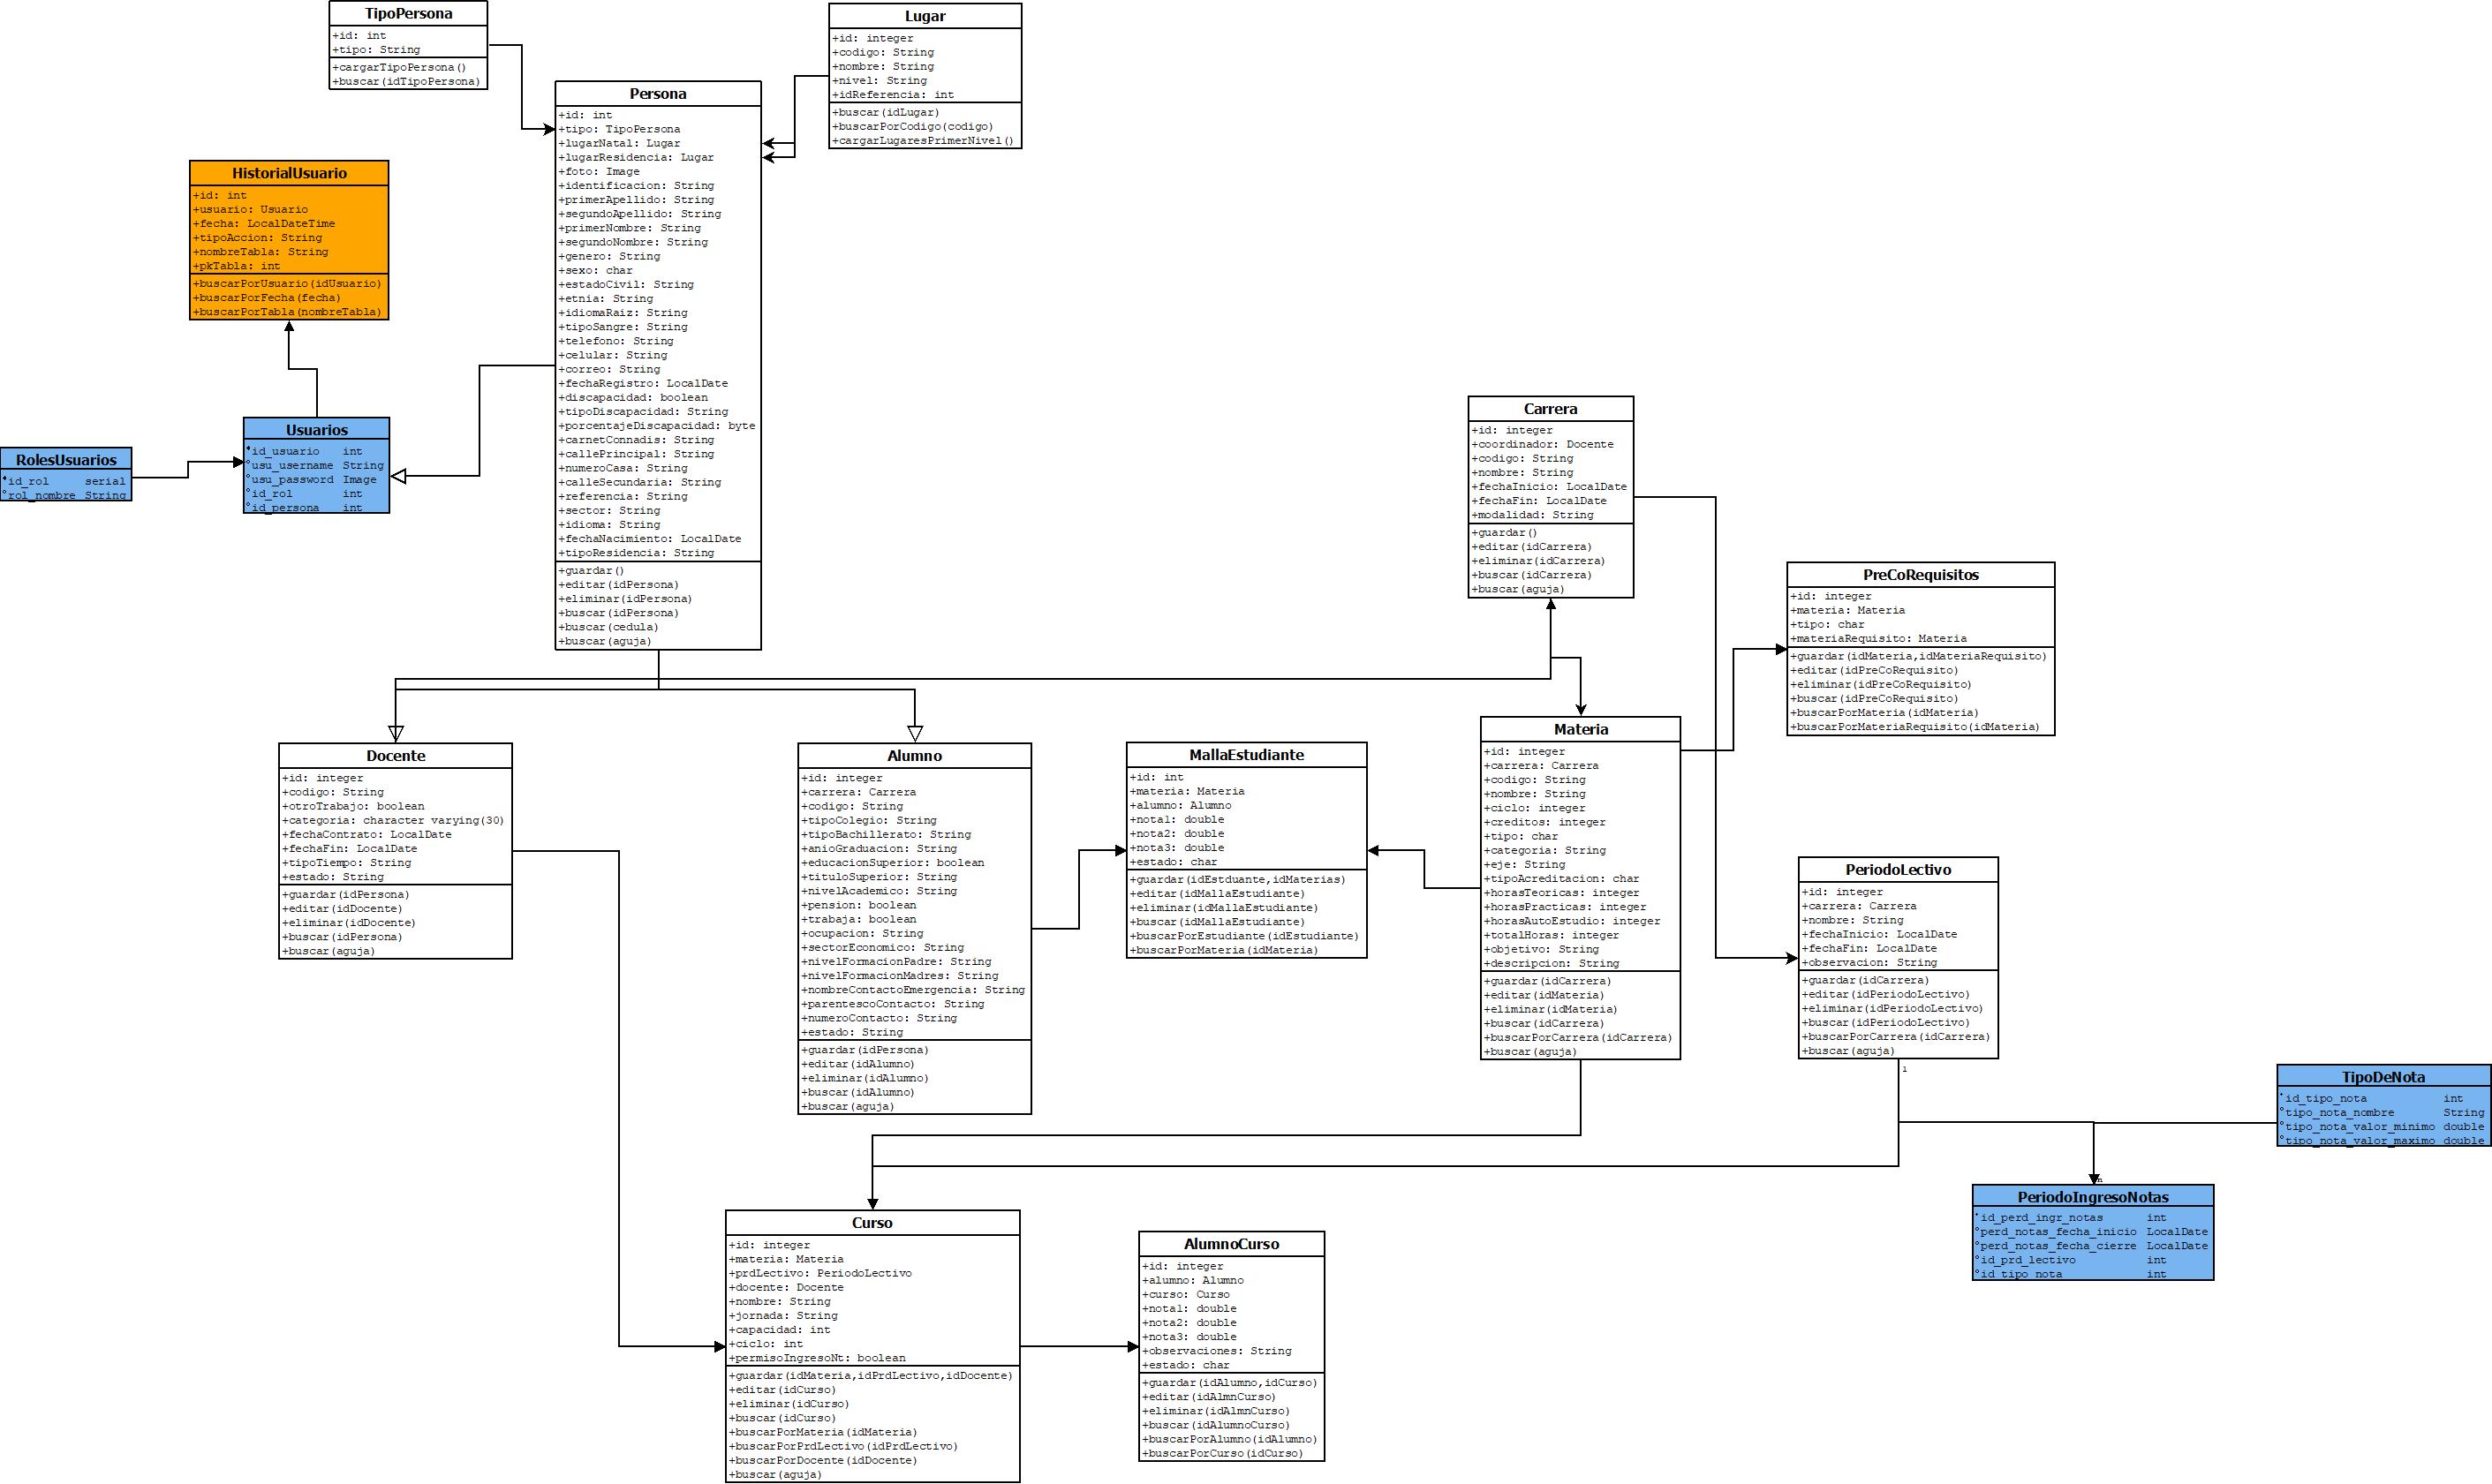 TipoPersona
+id: int
+tipo: String
+cargarTipoPersona()
+buscar(idTipoPersona)
Lugar
+id: integer
+codigo: String
+nombre: String
+nivel: String
+idReferencia: int
+buscar(idLugar)
+buscarPorCodigo(codigo)
+cargarLugaresPrimerNivel()
Persona
+id: int
+tipo: TipoPersona
+lugarNatal: Lugar
+lugarResidencia: Lugar
+foto: Image
+identificacion: String
+primerApellido: String
+segundoApellido: String
+primerNombre: String
+segundoNombre: String
+genero: String
+sexo: char
+estadoCivil: String
+etnia: String
+idiomaRaiz: String
+tipoSangre: String
+telefono: String
+celular: String
+correo: String
+fechaRegistro: LocalDate
+discapacidad: boolean
+tipoDiscapacidad: String
+porcentajeDiscapacidad: byte
+carnetConnadis: String
+callePrincipal: String
+numeroCasa: String
+calleSecundaria: String
+referencia: String
+sector: String
+idioma: String
+fechaNacimiento: LocalDate
+tipoResidencia: String
+guardar()
+editar(idPersona)
+eliminar(idPersona)
+buscar(idPersona)
+buscar(cedula)
+buscar(aguja)
HistorialUsuario
+id: int
+usuario: Usuario
+fecha: LocalDateTime
+tipoAccion: String
+nombreTabla: String
+pkTabla: int
+buscarPorUsuario(idUsuario)
+buscarPorFecha(fecha)
+buscarPorTabla(nombreTabla)
RolesUsuarios
id_rol serial
rol_nombre String
Usuarios
id_usuario int
usu_username String
usu_password Image
id_rol int
id_persona int
Carrera
+id: integer
+coordinador: Docente
+codigo: String
+nombre: String
+fechaInicio: LocalDate
+fechaFin: LocalDate
+modalidad: String
+guardar()
+editar(idCarrera)
+eliminar(idCarrera)
+buscar(idCarrera)
+buscar(aguja)
PreCoRequisitos
+id: integer
+materia: Materia
+tipo: char
+materiaRequisito: Materia
+guardar(idMateria,idMateriaRequisito)
+editar(idPreCoRequisito)
+eliminar(idPreCoRequisito)
+buscar(idPreCoRequisito)
+buscarPorMateria(idMateria)
+buscarPorMateriaRequisito(idMateria)
Docente
+id: integer
+codigo: String
+otroTrabajo: boolean
+categoria: character varying(30)
+fechaContrato: LocalDate
+fechaFin: LocalDate
+tipoTiempo: String
+estado: String
+guardar(idPersona)
+editar(idDocente)
+eliminar(idDocente)
+buscar(idPersona)
+buscar(aguja)
Alumno
+id: integer
+carrera: Carrera
+codigo: String
+tipoColegio: String
+tipoBachillerato: String
+anioGraduacion: String
+educacionSuperior: boolean
+tituloSuperior: String
+nivelAcademico: String
+pension: boolean
+trabaja: boolean
+ocupacion: String
+sectorEconomico: String
+nivelFormacionPadre: String
+nivelFormacionMadres: String
+nombreContactoEmergencia: String
+parentescoContacto: String
+numeroContacto: String
+estado: String
+guardar(idPersona)
+editar(idAlumno)
+eliminar(idAlumno)
+buscar(idAlumno)
+buscar(aguja)
MallaEstudiante
+id: int
+materia: Materia
+alumno: Alumno
+nota1: double
+nota2: double
+nota3: double
+estado: char
+guardar(idEstduante,idMaterias)
+editar(idMallaEstudiante)
+eliminar(idMallaEstudiante)
+buscar(idMallaEstudiante)
+buscarPorEstudiante(idEstudiante)
+buscarPorMateria(idMateria)
Materia
+id: integer
+carrera: Carrera
+codigo: String
+nombre: String
+ciclo: integer
+creditos: integer
+tipo: char
+categoria: String
+eje: String
+tipoAcreditacion: char
+horasTeoricas: integer
+horasPracticas: integer
+horasAutoEstudio: integer
+totalHoras: integer
+objetivo: String
+descripcion: String
+guardar(idCarrera)
+editar(idMateria)
+eliminar(idMateria)
+buscar(idCarrera)
+buscarPorCarrera(idCarrera)
+buscar(aguja)
PeriodoLectivo
+id: integer
+carrera: Carrera
+nombre: String
+fechaInicio: LocalDate
+fechaFin: LocalDate
+observacion: String
+guardar(idCarrera)
+editar(idPeriodoLectivo)
+eliminar(idPeriodoLectivo)
+buscar(idPeriodoLectivo)
+buscarPorCarrera(idCarrera)
+buscar(aguja)
1
TipoDeNota
id_tipo_nota int
tipo_nota_nombre String
tipo_nota_valor_minimo double
tipo_nota_valor_maximo double
n
PeriodoIngresoNotas
id_perd_ingr_notas int
perd_notas_fecha_inicio LocalDate
perd_notas_fecha_cierre LocalDate
id_prd_lectivo int
id_tipo_nota int
Curso
+id: integer
+materia: Materia
+prdLectivo: PeriodoLectivo
+docente: Docente
+nombre: String
+jornada: String
+capacidad: int
+ciclo: int
+permisoIngresoNt: boolean
+guardar(idMateria,idPrdLectivo,idDocente)
+editar(idCurso)
+eliminar(idCurso)
+buscar(idCurso)
+buscarPorMateria(idMateria)
+buscarPorPrdLectivo(idPrdLectivo)
+buscarPorDocente(idDocente)
+buscar(aguja)
AlumnoCurso
+id: integer
+alumno: Alumno
+curso: Curso
+nota1: double
+nota2: double
+nota3: double
+observaciones: String
+estado: char
+guardar(idAlumno,idCurso)
+editar(idAlmnCurso)
+eliminar(idAlmnCurso)
+buscar(idAlumnoCurso)
+buscarPorAlumno(idAlumno)
+buscarPorCurso(idCurso)